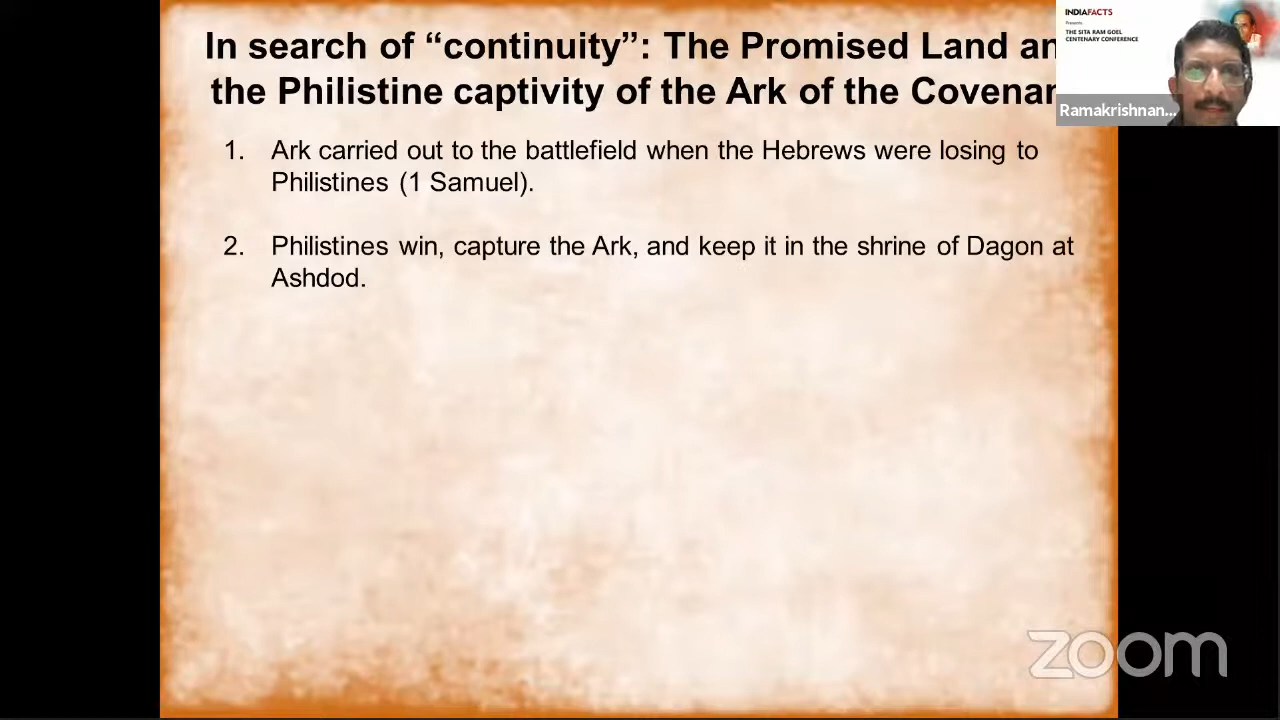 In search of “continuity”: The Promised Land an
the Philistine captivity of the Ark of the Covenan
1. Ark carried out to the battlefield when the Hebrews were losing to
Philistines (1 Samuel).
2. Philistines win, capture the Ark, and keep it in the shrine of Dagon at
Ashdod.
INDIAFACTS
Presents
THE SITA RAM GOEL
CENTENARY CONFERENCE
Ramakrishnan...
zoom